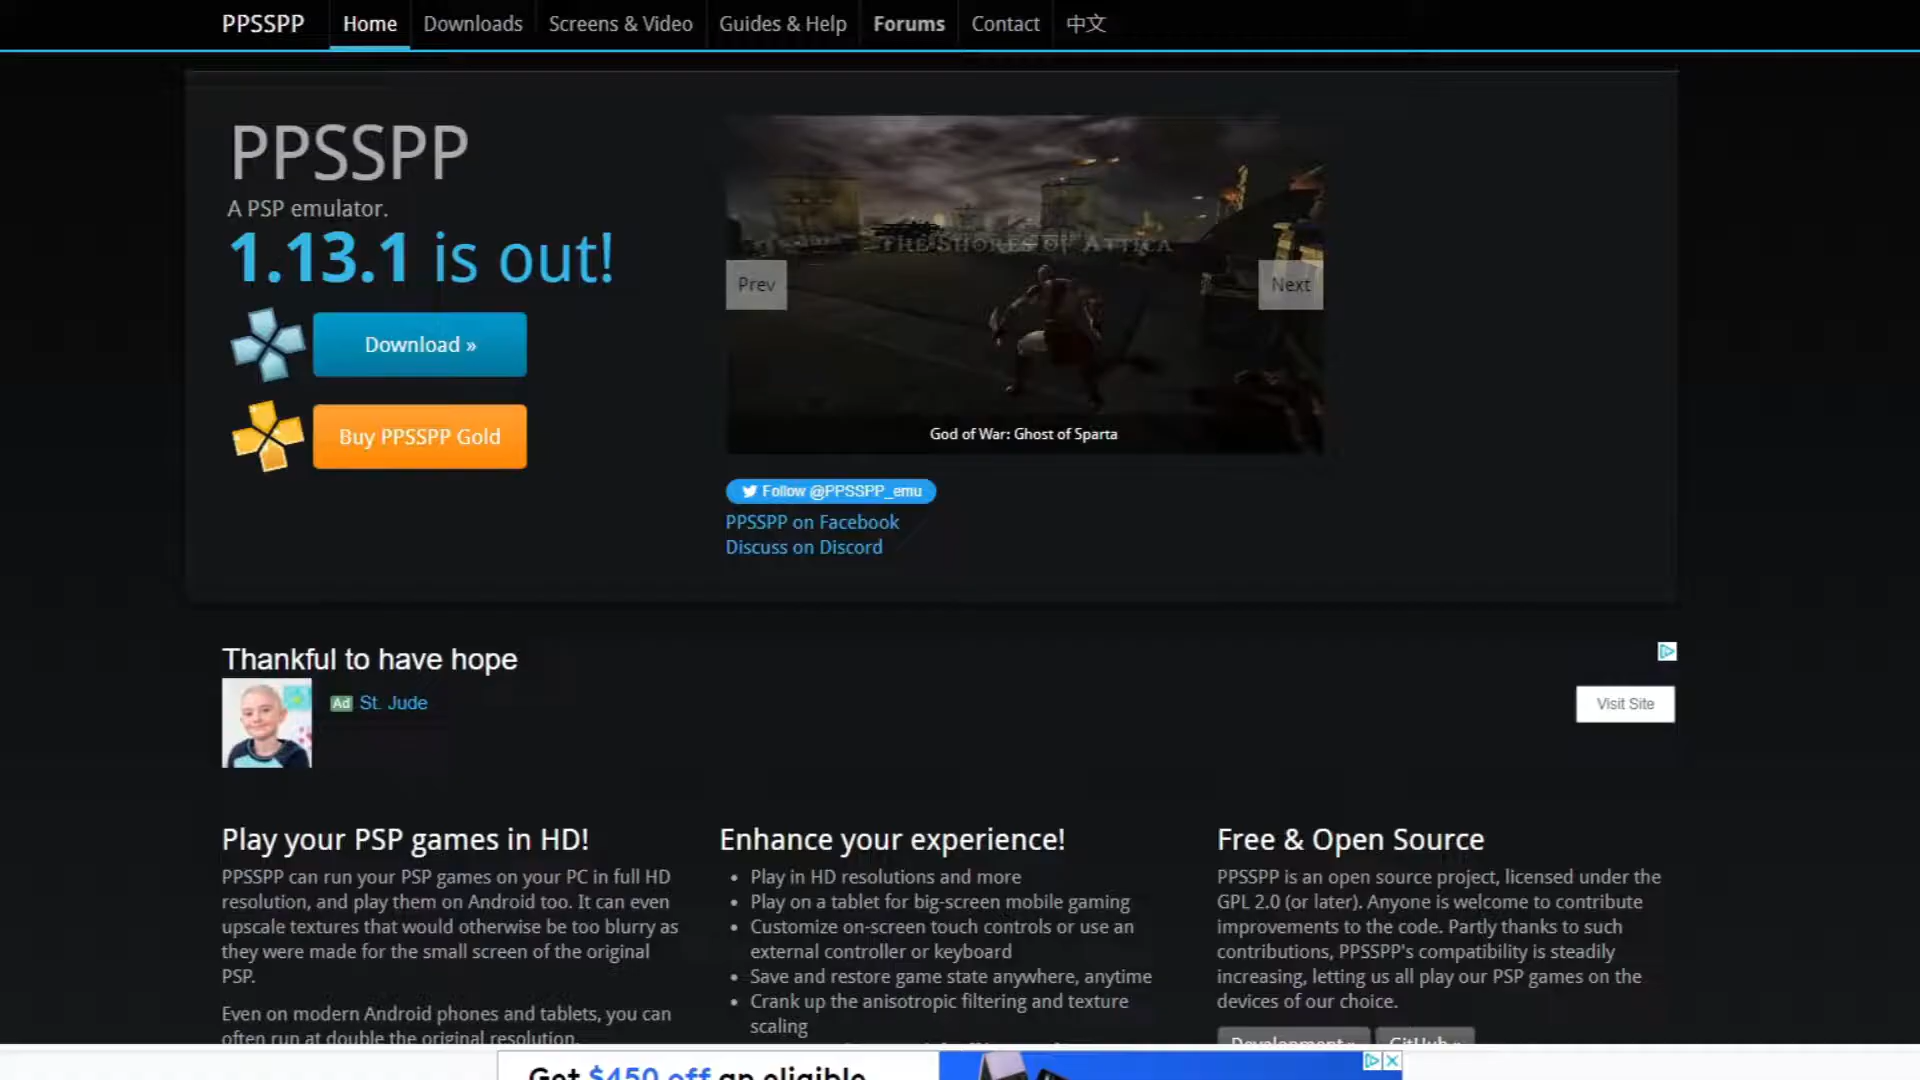 PPSSPP Home Downloads Screens & Video Guides & Help Forums Contact 中文
PPSSPP
A PSP emulator.
1.13.1 is out!
Download »
Buy PPSSPP Gold
THE SHORES OF ATTICA
Prev
Next
God of War: Ghost of Sparta
Follow @PPSSPP_emu
PPSSPP on Facebook
Discuss on Discord
Thankful to have hope
Ad St. Jude
Visit Site
Play your PSP games in HD!
PPSSPP can run your PSP games on your PC in full HD
resolution, and play them on Android too. It can even
upscale textures that would otherwise be too blurry as
they were made for the small screen of the original
PSP.
Even on modern Android phones and tablets, you can
often run at double the original resolution.
Enhance your experience!
Play in HD resolutions and more
Play on a tablet for big-screen mobile gaming
Customize on-screen touch controls or use an
external controller or keyboard
Save and restore game state anywhere, anytime
Crank up the anisotropic filtering and texture
scaling
Free & Open Source
PPSSPP is an open source project, licensed under the
GPL 2.0 (or later). Anyone is welcome to contribute
improvements to the code. Partly thanks to such
contributions, PPSSPP's compatibility is steadily
increasing, letting us all play our PSP games on the
devices of our choice.
Development »
GitHub »
Get $450 off an eligible